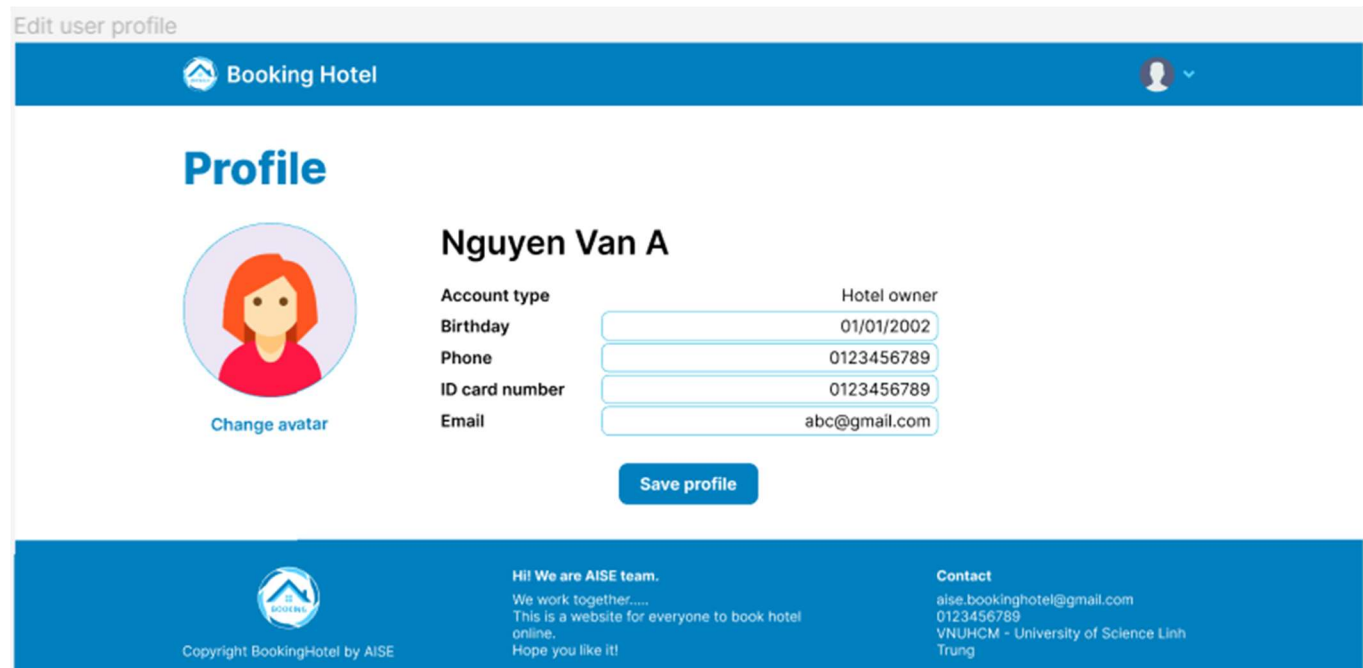 Edit user profile
Booking Hotel
Profile
Nguyen Van A
Account type Hotel owner
Birthday 01/01/2002
Phone 0123456789
ID card number 0123456789
Email abc@gmail.com
Change avatar
Save profile
BOOKING
Copyright BookingHotel by AISE
Hi! We are AISE team.
We work together.....
This is a website for everyone to book hotel
online.
Hope you like it!
Contact
aise.bookinghotel@gmail.com
0123456789
VNUHCM - University of Science Linh
Trung